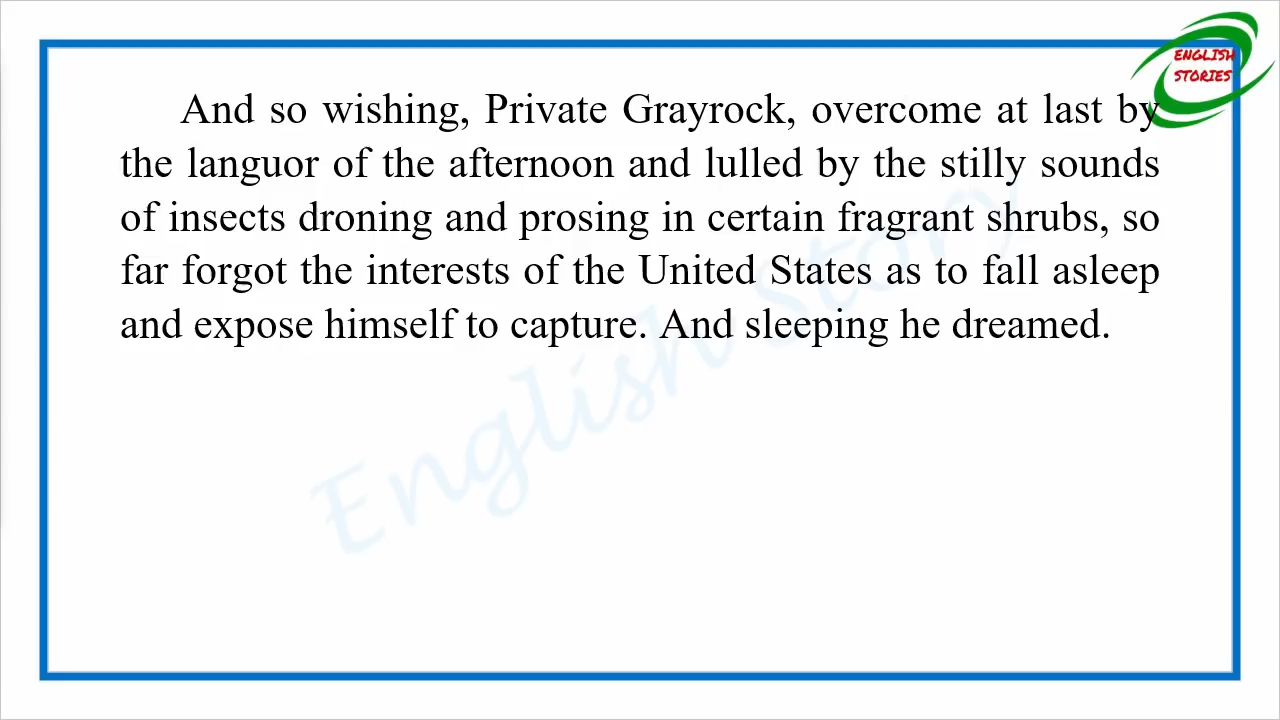 ENGLISH
STORIES
And so wishing, Private Grayrock, overcome at last by
the languor of the afternoon and lulled by the stilly sounds
of insects droning and prosing in certain fragrant shrubs, so
far forgot the interests of the United States as to fall asleep
and expose himself to capture. And sleeping he dreamed.
English Story